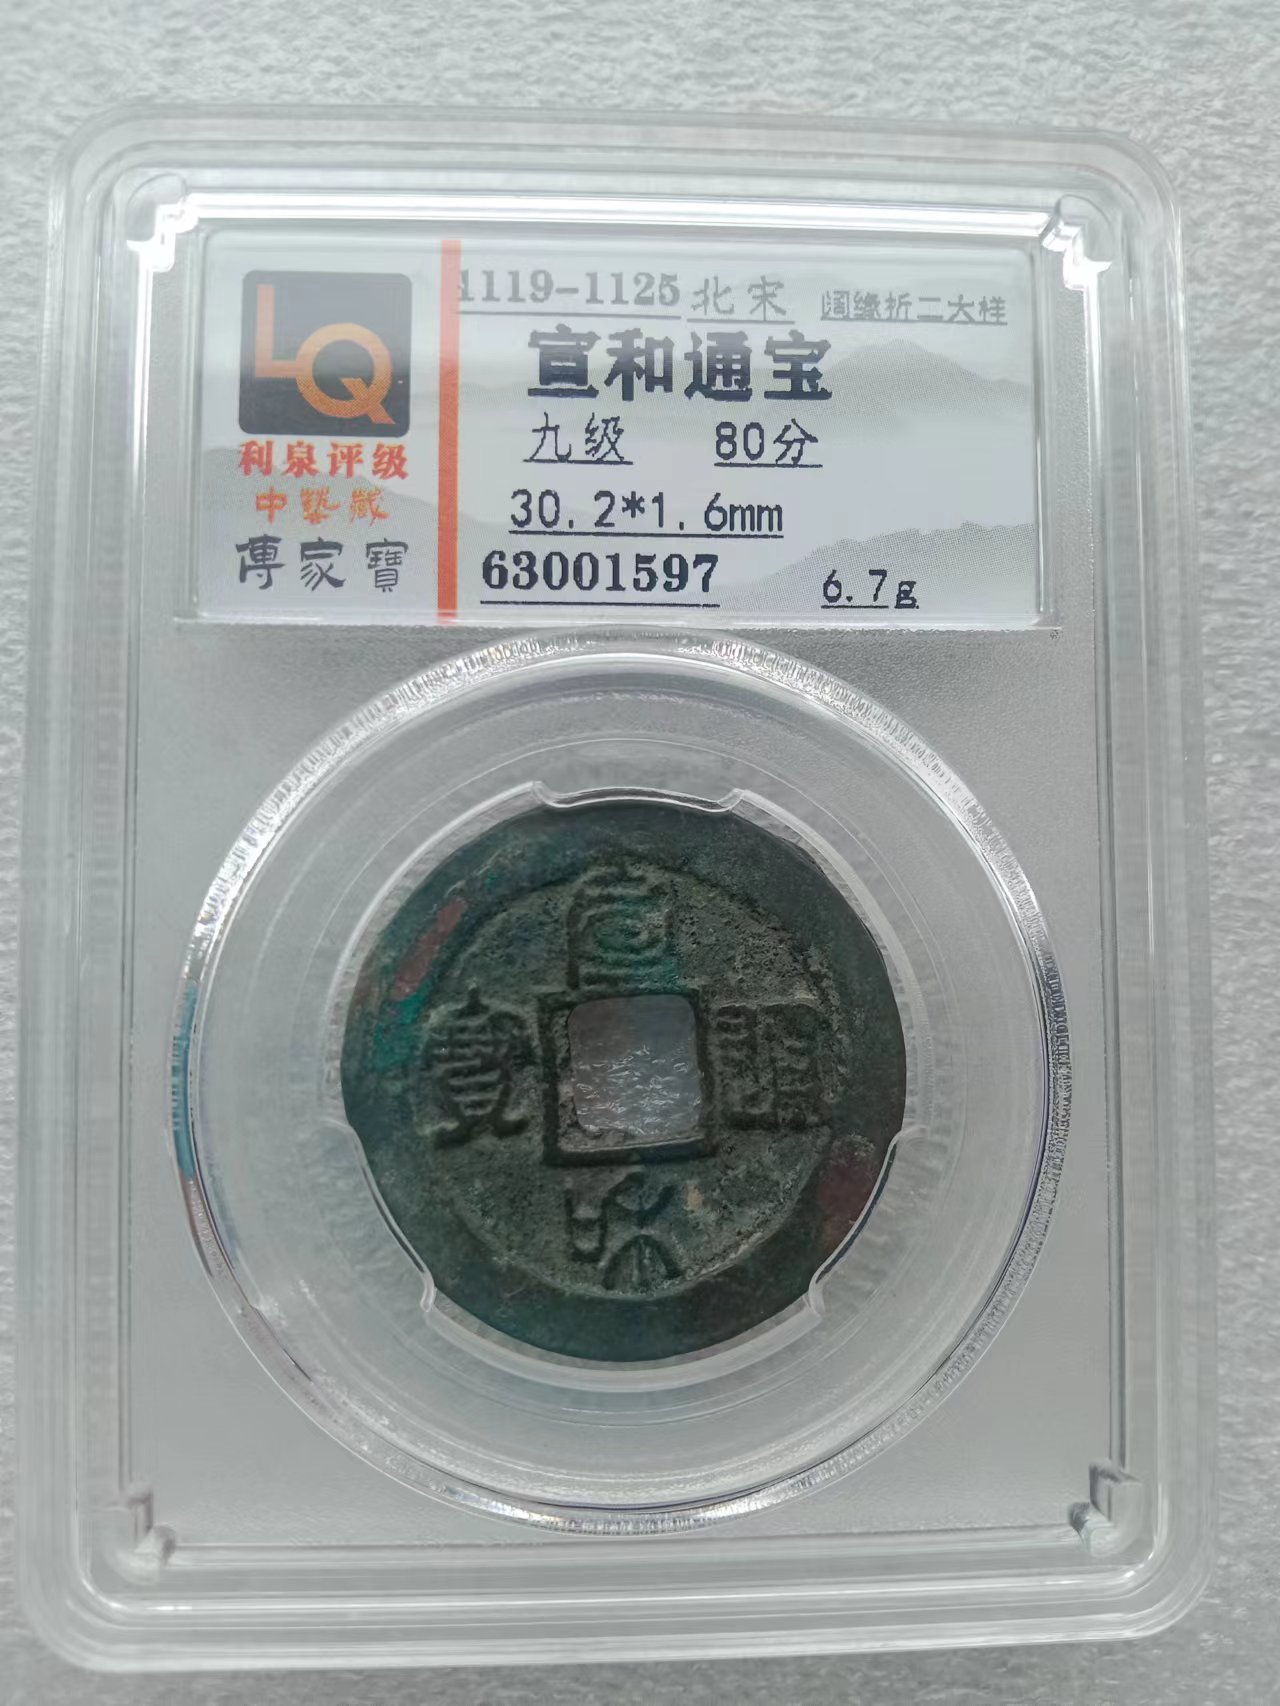 LQ
利泉评级
中藝藏
傳家寶
1119-1125 北宋 阔缘折二大样
宣和通宝
九级 80分
30.2*1.6mm
63001597 6.7g
宣
寶 通
和